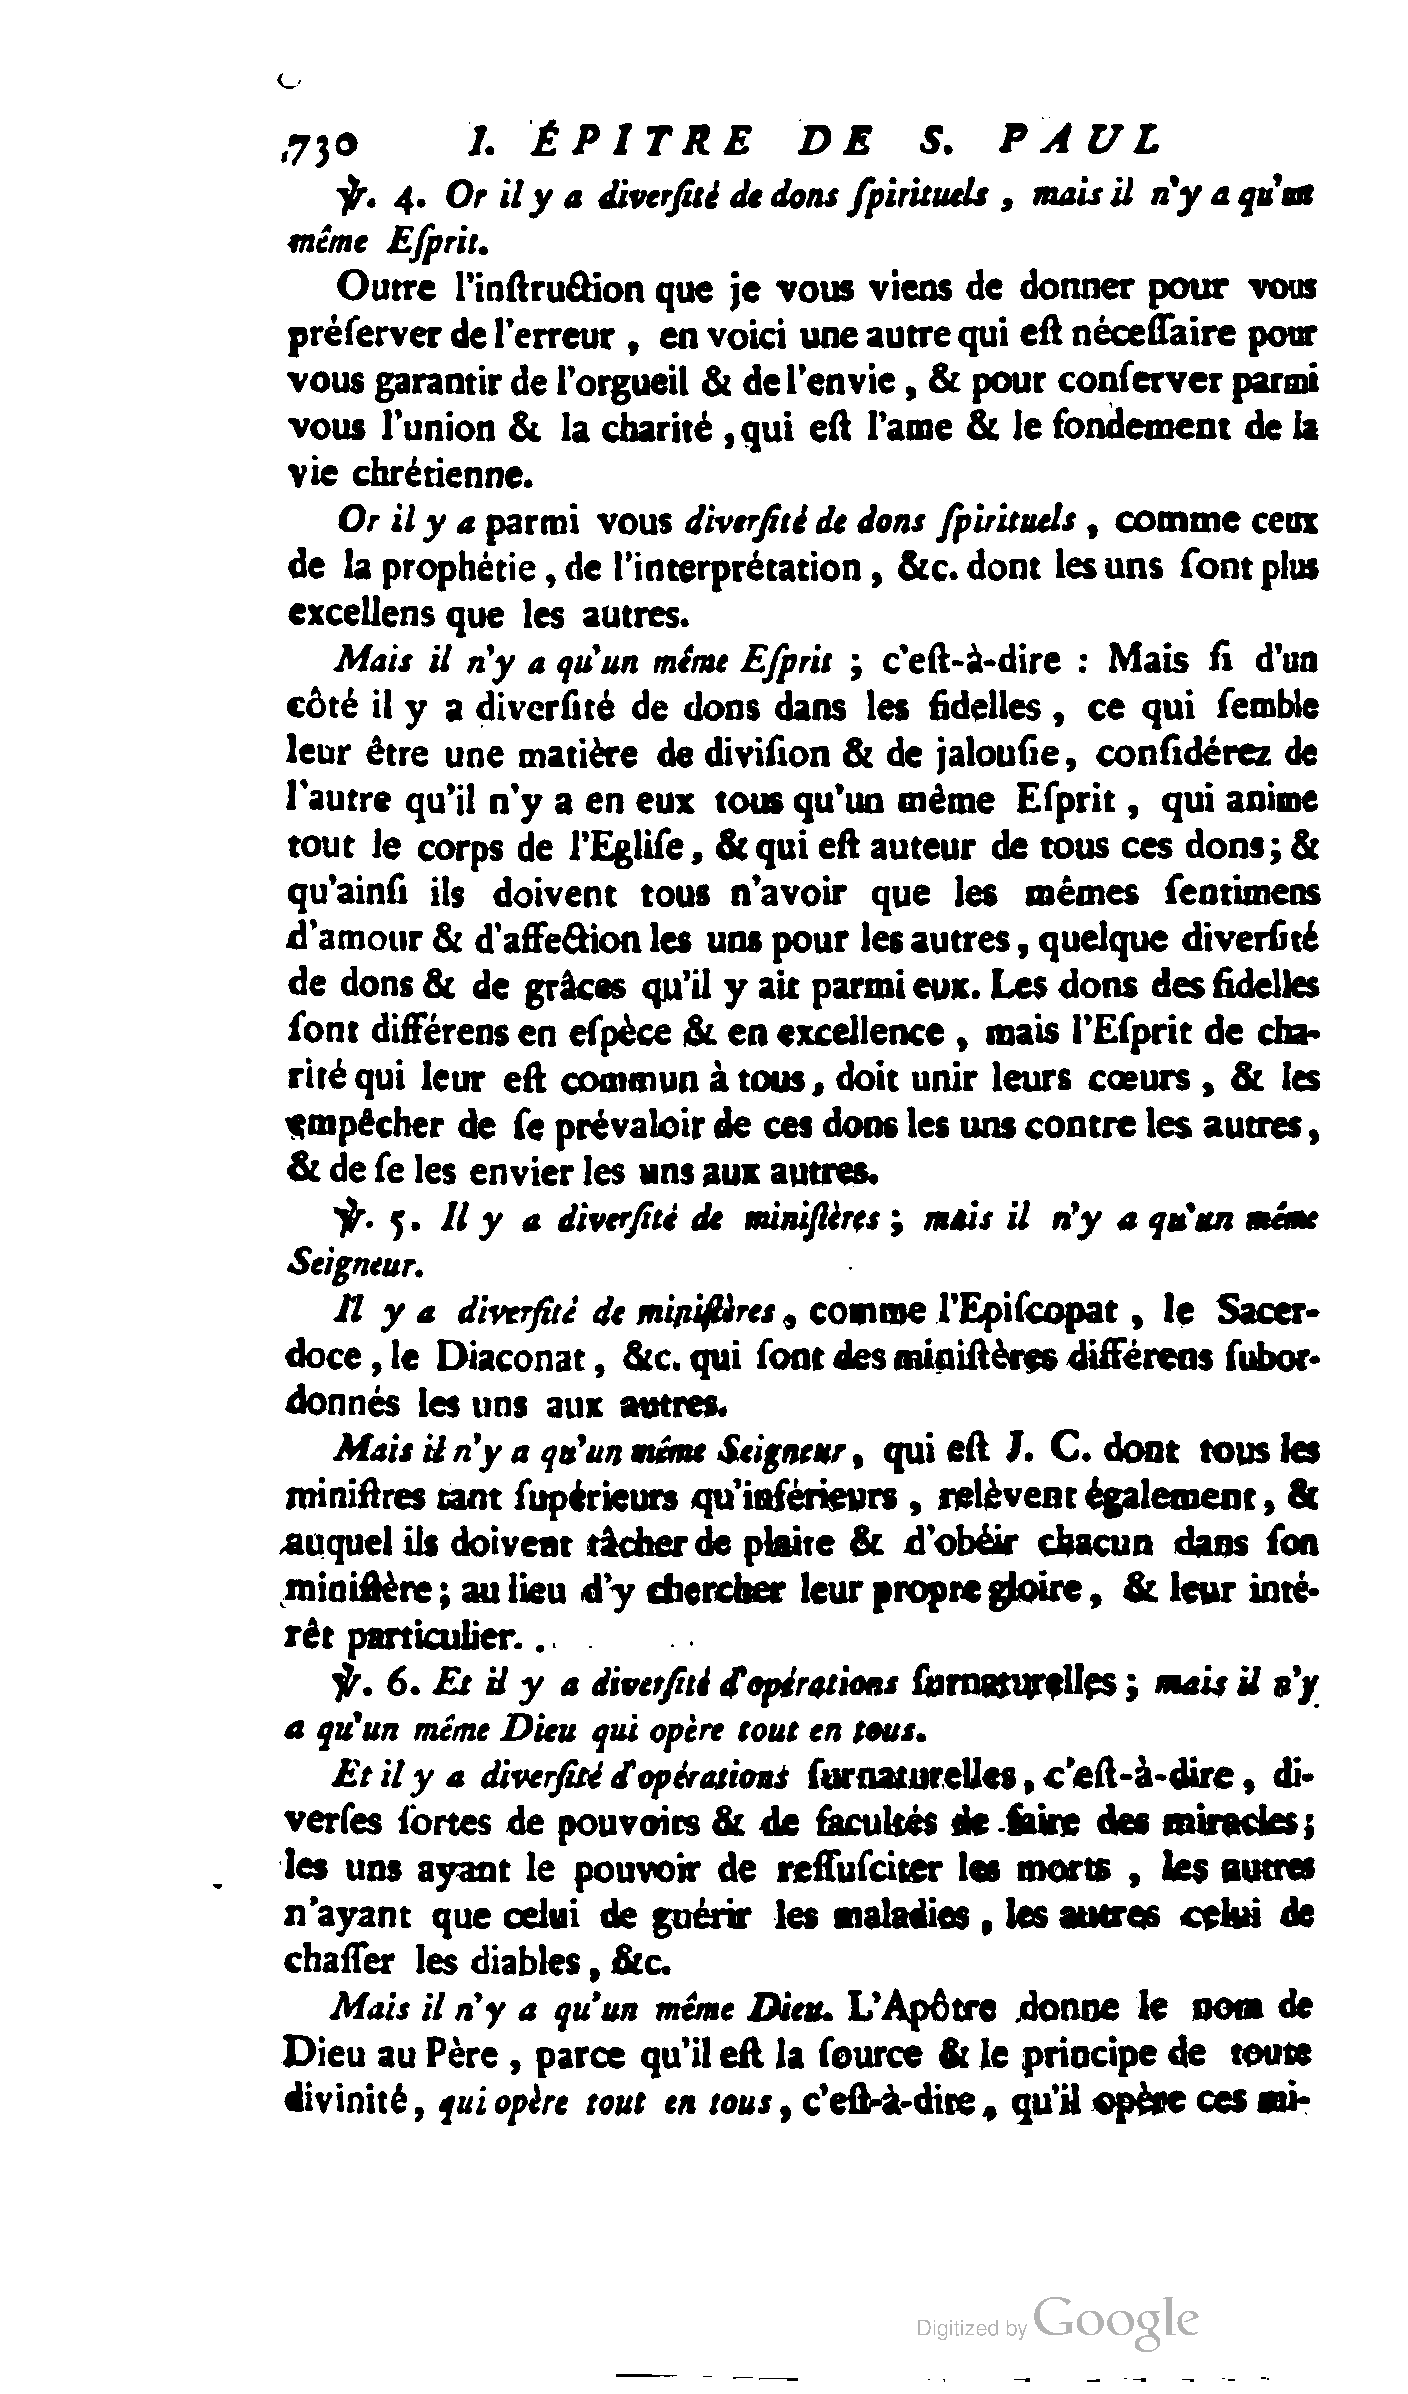 730 I. ÉPITRE DE S. PAUL
℣. 4. Or il y a diverſité de dons ſpirituels , mais il n'y a qu'un
même Eſprit.
Outre l'inſtruction que je vous viens de donner pour vous
préſerver de l'erreur , en voici une autre qui eſt néceſſaire pour
vous garantir de l'orgueil & de l'envie , & pour conſerver parmi
vous l'union & la charité , qui eſt l'ame & le fondement de la
vie chrétienne.
Or il y a parmi vous diverſité de dons ſpirituels , comme ceux
de la prophétie , de l'interprétation , &c. dont les uns ſont plus
excellens que les autres.
Mais il n'y a qu'un même Eſprit ; c'eſt-à-dire : Mais ſi d'un
côté il y a diverſité de dons dans les fidelles , ce qui ſemble
leur être une matière de diviſion & de jalouſie, conſidérez de
l'autre qu'il n'y a en eux tous qu'un même Eſprit , qui anime
tout le corps de l'Egliſe, & qui eſt auteur de tous ces dons; &
qu'ainſi ils doivent tous n'avoir que les mêmes ſentimens
d'amour & d'affection les uns pour les autres, quelque diverſité
de dons & de grâces qu'il y ait parmi eux. Les dons des fidelles
ſont différens en eſpèce & en excellence , mais l'Eſprit de cha-
rité qui leur eſt commun à tous, doit unir leurs cœurs , & les
empêcher de ſe prévaloir de ces dons les uns contre les autres,
& de ſe les envier les uns aux autres.
℣. 5. Il y a diverſité de miniſtères ; mais il n'y a qu'un même
Seigneur.
Il y a diverſité de miniſtères, comme l'Epiſcopat , le Sacer-
doce , le Diaconat , &c. qui ſont des miniſtères différens ſubor-
donnés les uns aux autres.
Mais il n'y a qu'un même Seigneur, qui eſt J. C. dont tous les
miniſtres tant ſupérieurs qu'inférieurs , relèvent également, &
auquel ils doivent tâcher de plaire & d'obéir chacun dans ſon
miniſtère ; au lieu d'y chercher leur propre gloire , & leur inté-
rêt particulier.
℣. 6. Et il y a diverſité d'opérations ſurnaturelles ; mais il n'y
a qu'un même Dieu qui opère tout en tous.
Et il y a diverſité d'opérations ſurnaturelles, c'eſt-à-dire , di-
verſes ſortes de pouvoirs & de facultés de faire des miracles ;
les uns ayant le pouvoir de reſſuſciter les morts , les autres
n'ayant que celui de guérir les maladies , les autres celui de
chaſſer les diables , &c.
Mais il n'y a qu'un même Dieu. L'Apôtre donne le nom de
Dieu au Père , parce qu'il eſt la ſource & le principe de toute
divinité, qui opère tout en tous, c'eſt-à-dire, qu'il opère ces mi-
Digitized by Google